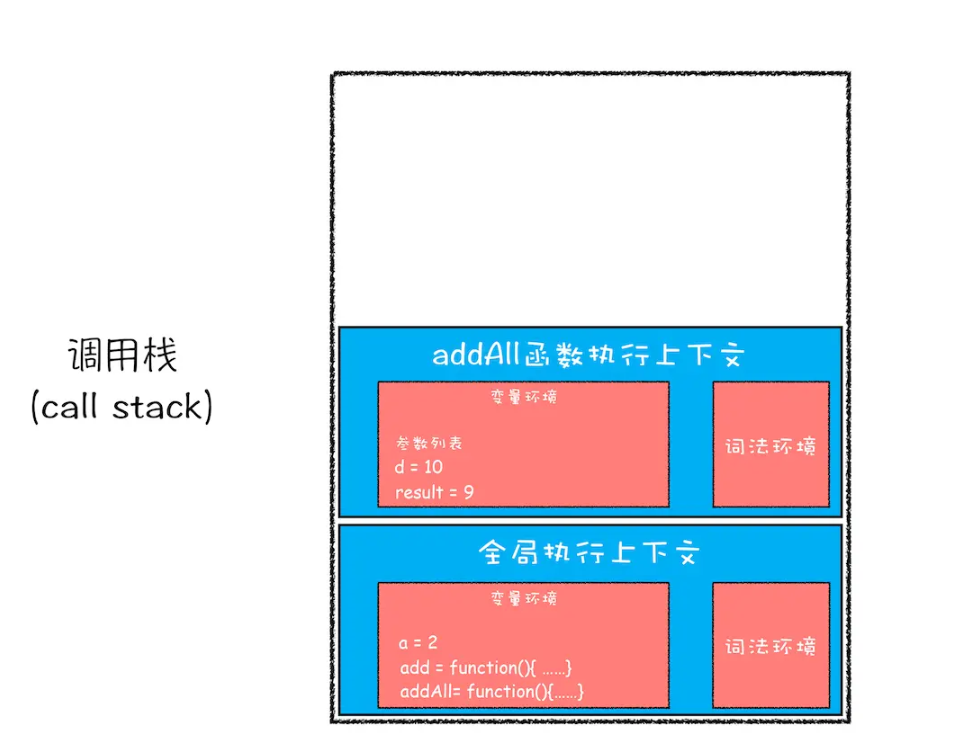 调用栈
(call stack)
addAll函数执行上下文
变量环境
参数列表
d = 10
result = 9
词法环境
全局执行上下文
变量环境
a = 2
add = function(){ ......}
addAll= function(){......}
词法环境